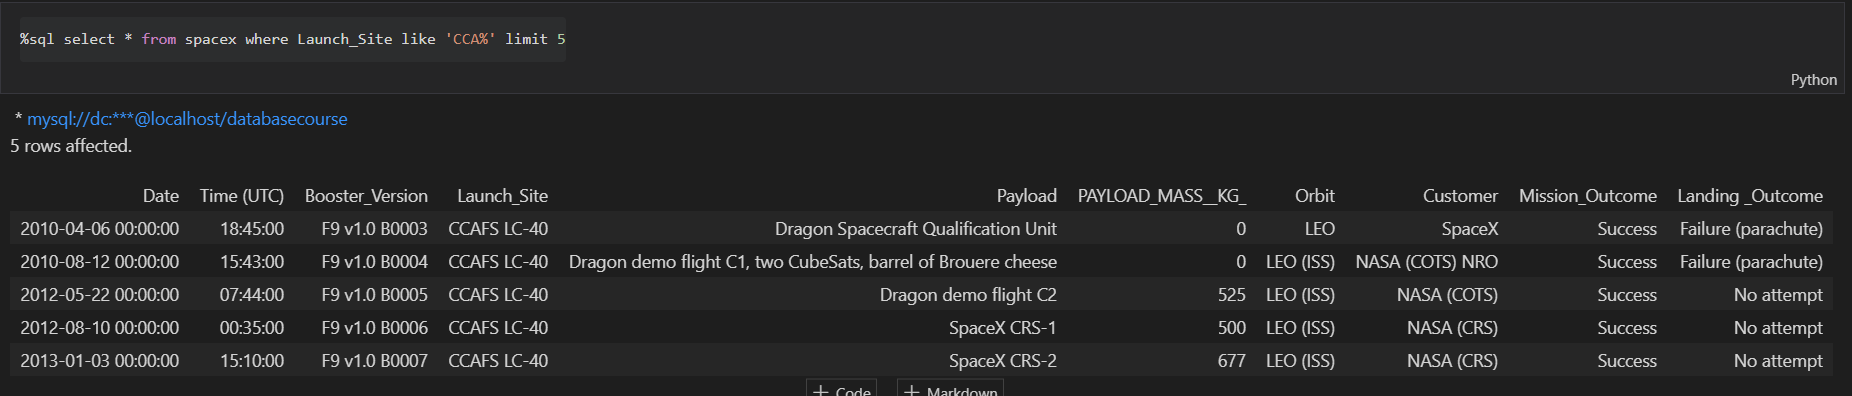 %sql select * from spacex where Launch_Site like 'CCA%' limit 5
Python
* mysql://dc:***@localhost/databasecourse
5 rows affected.
Date Time (UTC) Booster_Version Launch_Site Payload PAYLOAD_MASS__KG_ Orbit Customer Mission_Outcome Landing _Outcome
2010-04-06 00:00:00 18:45:00 F9 v1.0 B0003 CCAFS LC-40 Dragon Spacecraft Qualification Unit 0 LEO SpaceX Success Failure (parachute)
2010-08-12 00:00:00 15:43:00 F9 v1.0 B0004 CCAFS LC-40 Dragon demo flight C1, two CubeSats, barrel of Brouere cheese 0 LEO (ISS) NASA (COTS) NRO Success Failure (parachute)
2012-05-22 00:00:00 07:44:00 F9 v1.0 B0005 CCAFS LC-40 Dragon demo flight C2 525 LEO (ISS) NASA (COTS) Success No attempt
2012-08-10 00:00:00 00:35:00 F9 v1.0 B0006 CCAFS LC-40 SpaceX CRS-1 500 LEO (ISS) NASA (CRS) Success No attempt
2013-01-03 00:00:00 15:10:00 F9 v1.0 B0007 CCAFS LC-40 SpaceX CRS-2 677 LEO (ISS) NASA (CRS) Success No attempt
+ Code + Markdown